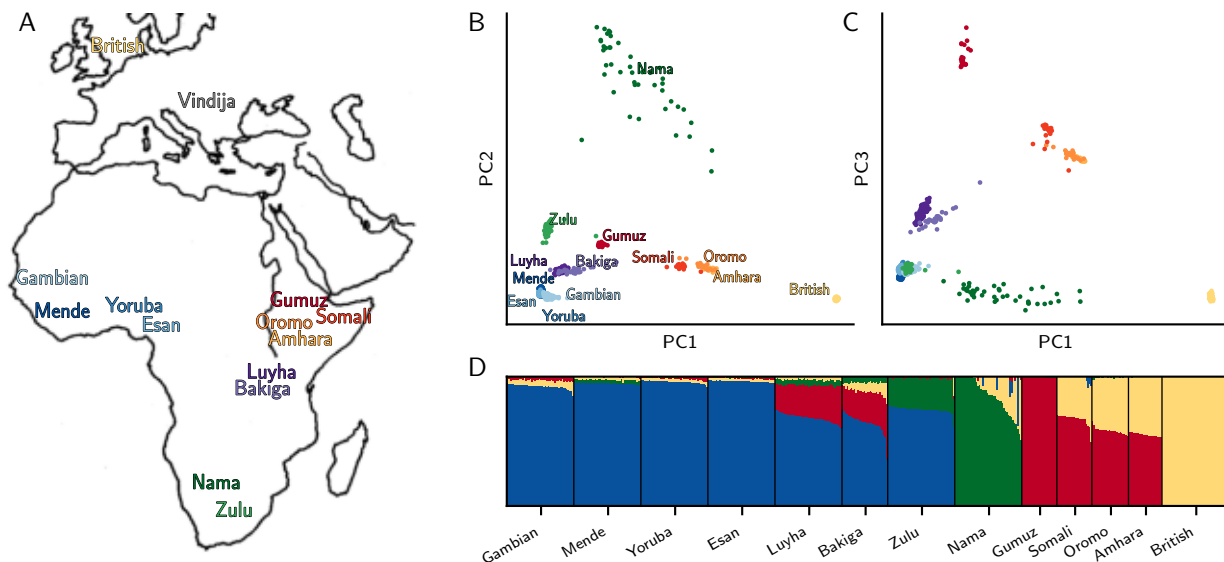 A
British
Vindija
Gambian
Mende
Yoruba
Esan
Gumuz
Somali
Oromo
Amhara
Luyha
Bakiga
Nama
Zulu
B
PC2
Nama
Zulu
Gumuz
Luyha
Bakiga
Somali
Oromo
Amhara
Mende
Esan
Gambian
Yoruba
British
PC1
C
PC3
PC1
D
Gambian
Mende
Yoruba
Esan
Luyha
Bakiga
Zulu
Nama
Gumuz
Somali
Oromo
Amhara
British